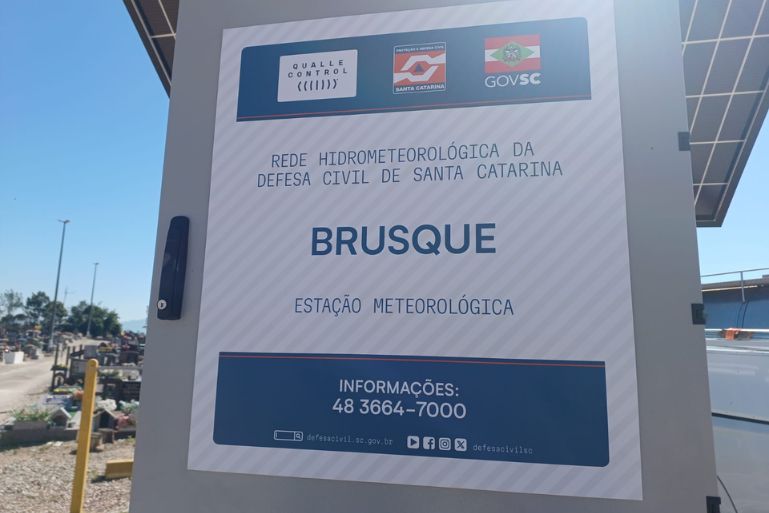 QUALLE
CONTROL
PROTEÇÃO E DEFESA CIVIL
SANTA CATARINA
GOVSC
REDE HIDROMETEOROLÓGICA DA
DEFESA CIVIL DE SANTA CATARINA
BRUSQUE
ESTAÇÃO METEOROLÓGICA
INFORMAÇÕES:
48 3664-7000
defesacivil.sc.gov.br defesacivilsc